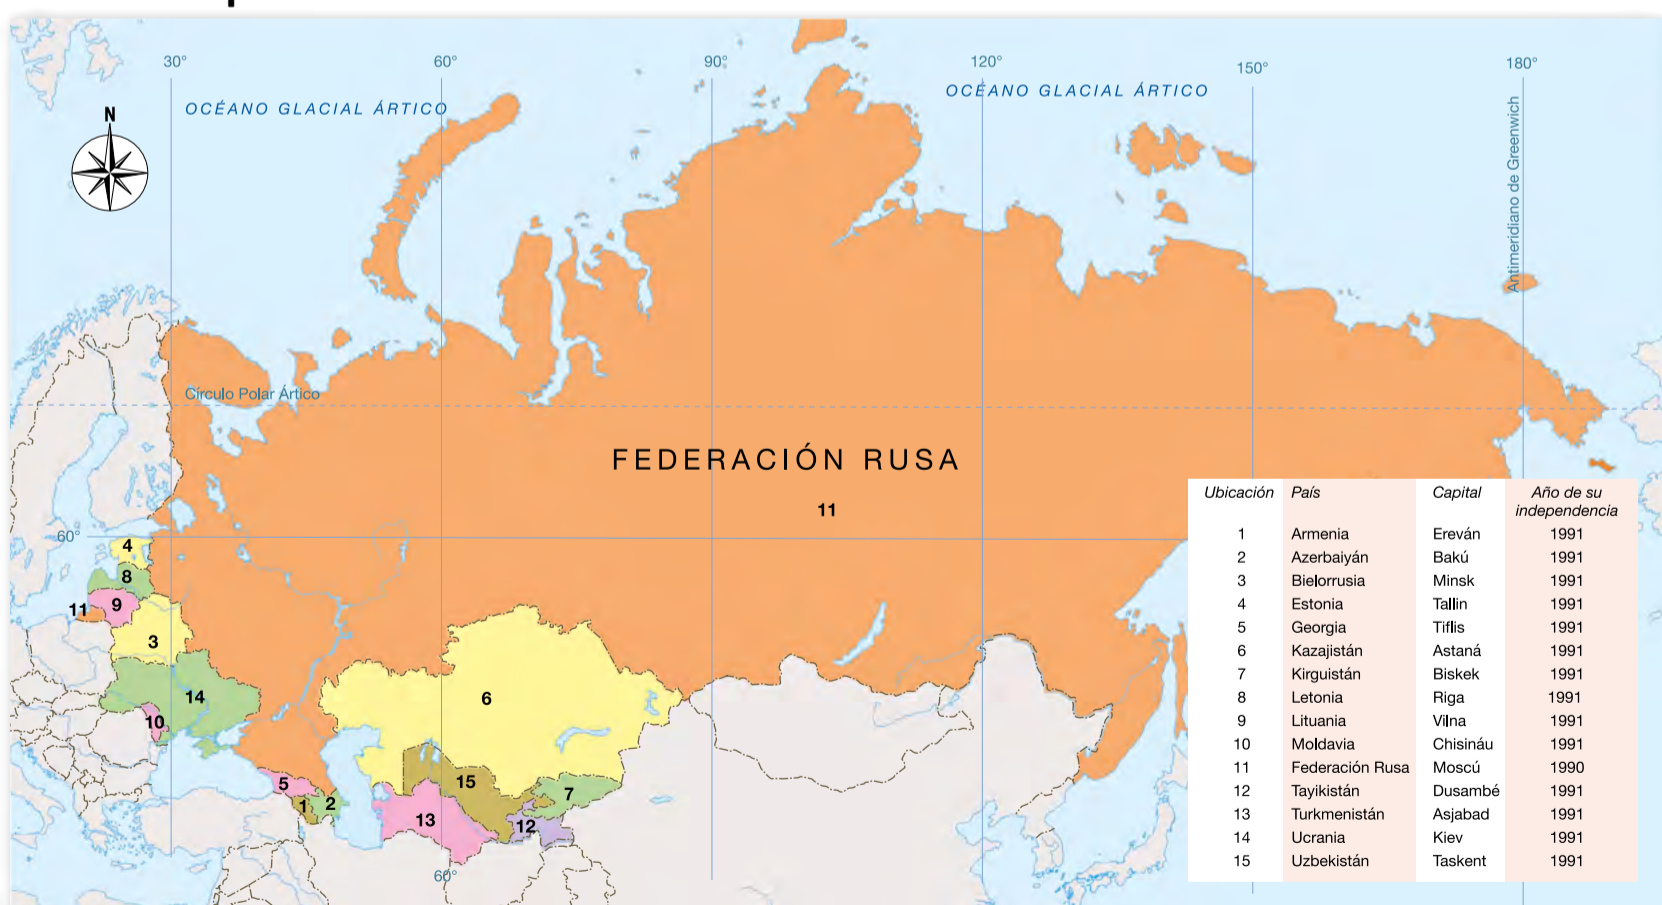 30°
60°
90°
120°
150°
180°
OCÉANO GLACIAL ÁRTICO
OCÉANO GLACIAL ÁRTICO
N
Antimeridiano de Greenwich
Círculo Polar Ártico
FEDERACIÓN RUSA
11
60°
4
8
9
11
3
14
10
6
5
1
2
15
7
13
12
60°
Ubicación País Capital Año de su
independencia
1 Armenia Ereván 1991
2 Azerbaiyán Bakú 1991
3 Bielorrusia Minsk 1991
4 Estonia Tallin 1991
5 Georgia Tiflis 1991
6 Kazajistán Astaná 1991
7 Kirguistán Biskek 1991
8 Letonia Riga 1991
9 Lituania Vilna 1991
10 Moldavia Chisináu 1991
11 Federación Rusa Moscú 1990
12 Tayikistán Dusambé 1991
13 Turkmenistán Asjabad 1991
14 Ucrania Kiev 1991
15 Uzbekistán Taskent 1991